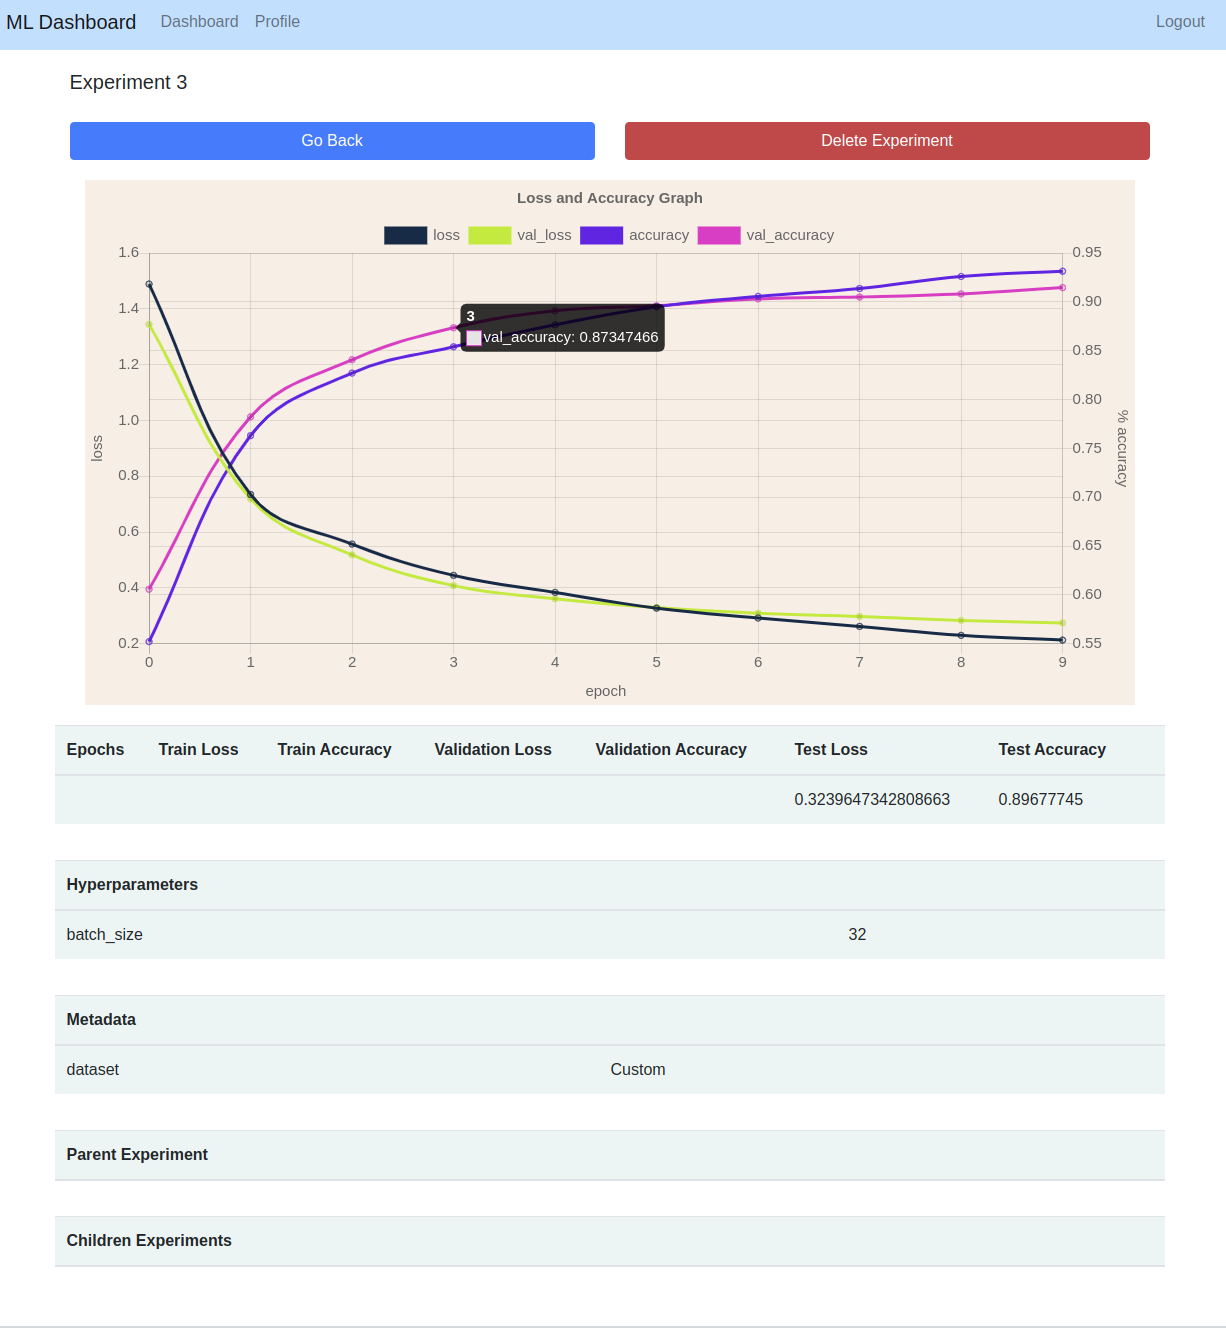 ML Dashboard Dashboard Profile Logout
Experiment 3
Go Back Delete Experiment
Loss and Accuracy Graph
loss val_loss accuracy val_accuracy
1.6 0.95
1.4 0.90
3
val_accuracy: 0.87347466
1.2 0.85
0.80
1.0
loss % accuracy
0.75
0.8
0.70
0.6
0.65
0.4 0.60
0.2 0.55
0 1 2 3 4 5 6 7 8 9
epoch
Epochs Train Loss Train Accuracy Validation Loss Validation Accuracy Test Loss Test Accuracy
0.3239647342808663 0.89677745
Hyperparameters
batch_size 32
Metadata
dataset Custom
Parent Experiment
Children Experiments